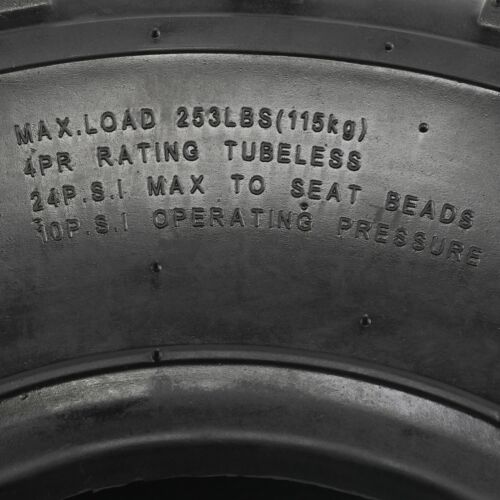 MAX.LOAD 253LBS(115kg)
4PR RATING TUBELESS
24P.S.I MAX TO SEAT BEADS
10P.S.I OPERATING PRESSURE